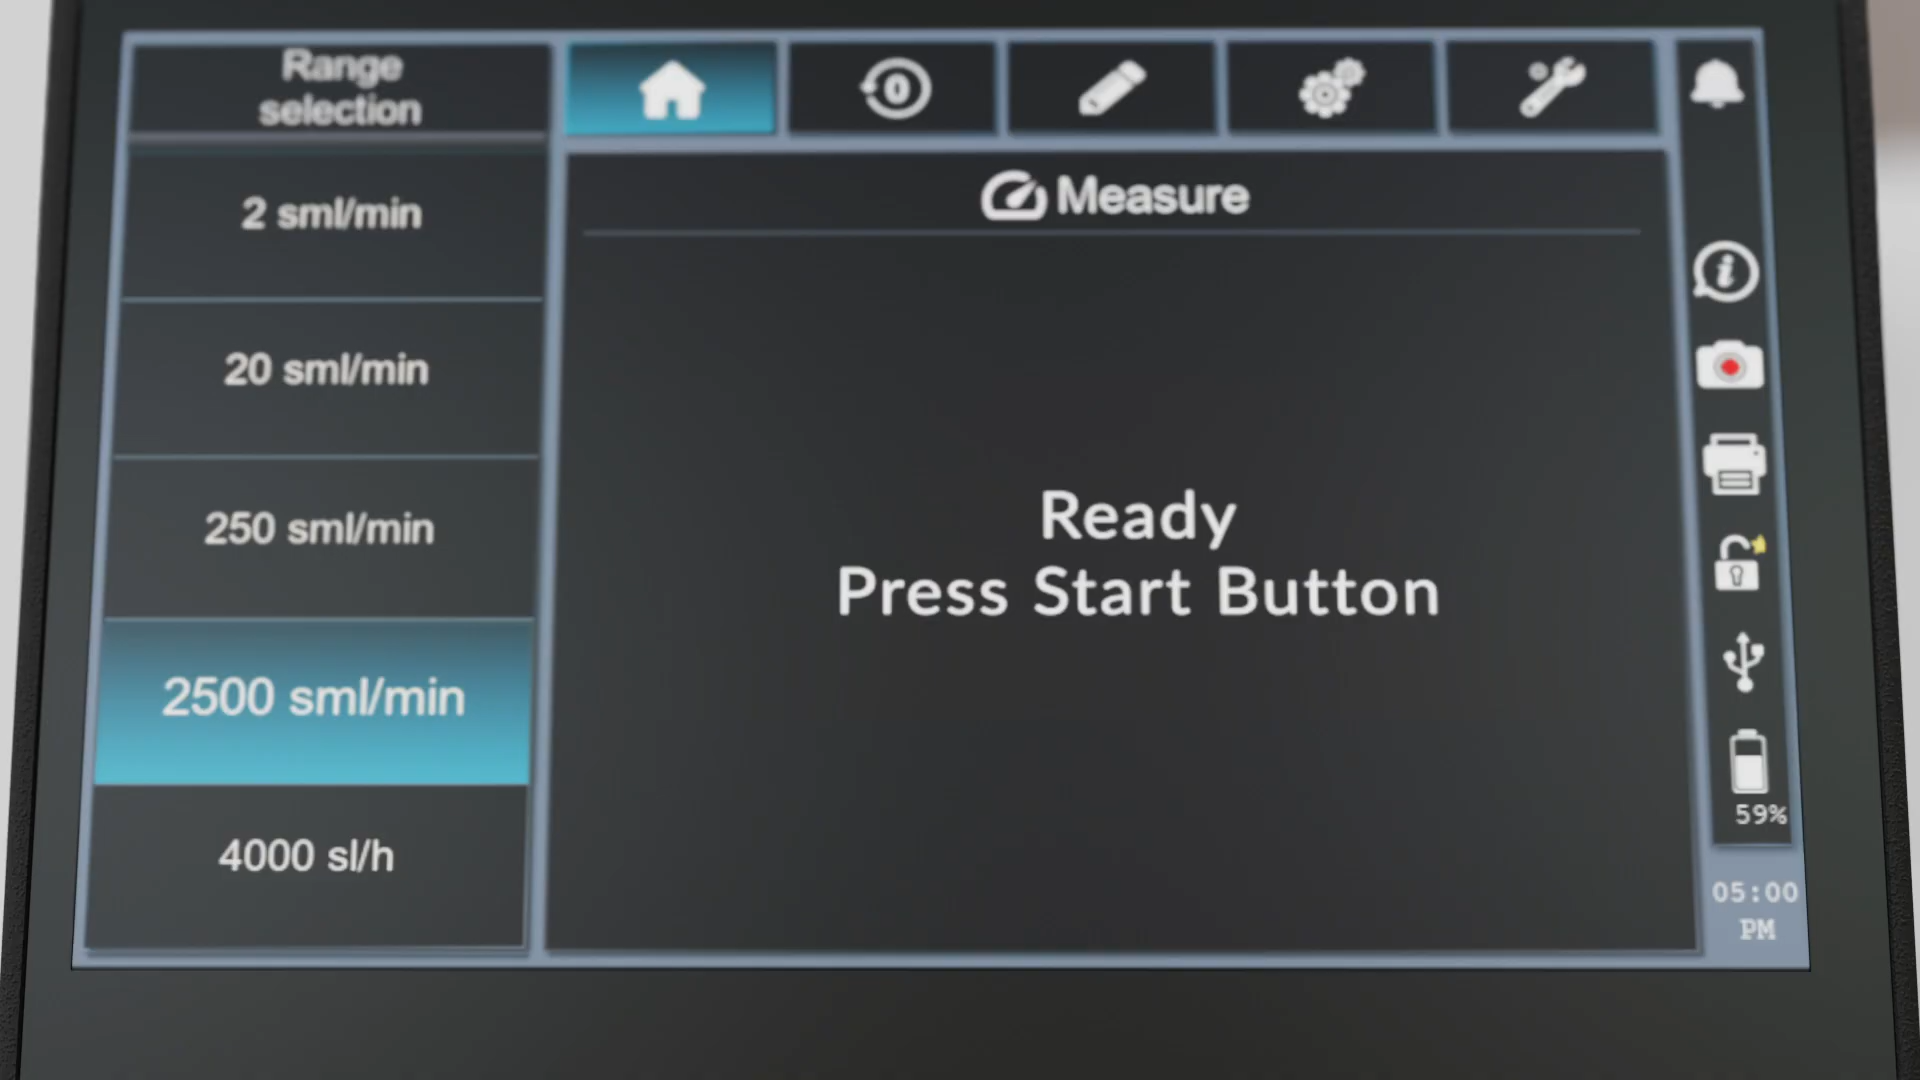 Range
selection
2 sml/min
20 sml/min
250 sml/min
2500 sml/min
4000 sl/h
0
Measure
Ready
Press Start Button
i
59%
05:00
PM